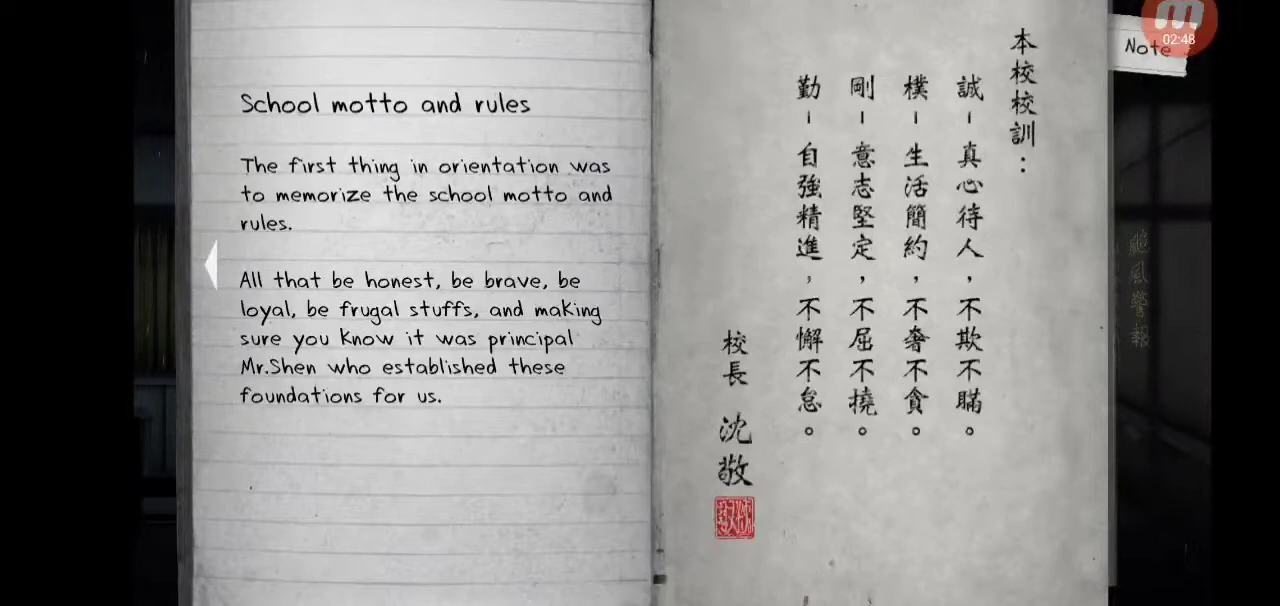 School motto and rules
The first thing in orientation was
to memorize the school motto and
rules.
All that be honest, be brave, be
loyal, be frugal stuffs, and making
sure you know it was principal
Mr.Shen who established these
foundations for us.
本校校訓：
誠－真心待人，不欺不瞞。
樸－生活簡約，不奢不貪。
剛－意志堅定，不屈不撓。
勤－自強精進，不懈不怠。
校長 沈敬
Note
02:48
颱風警報